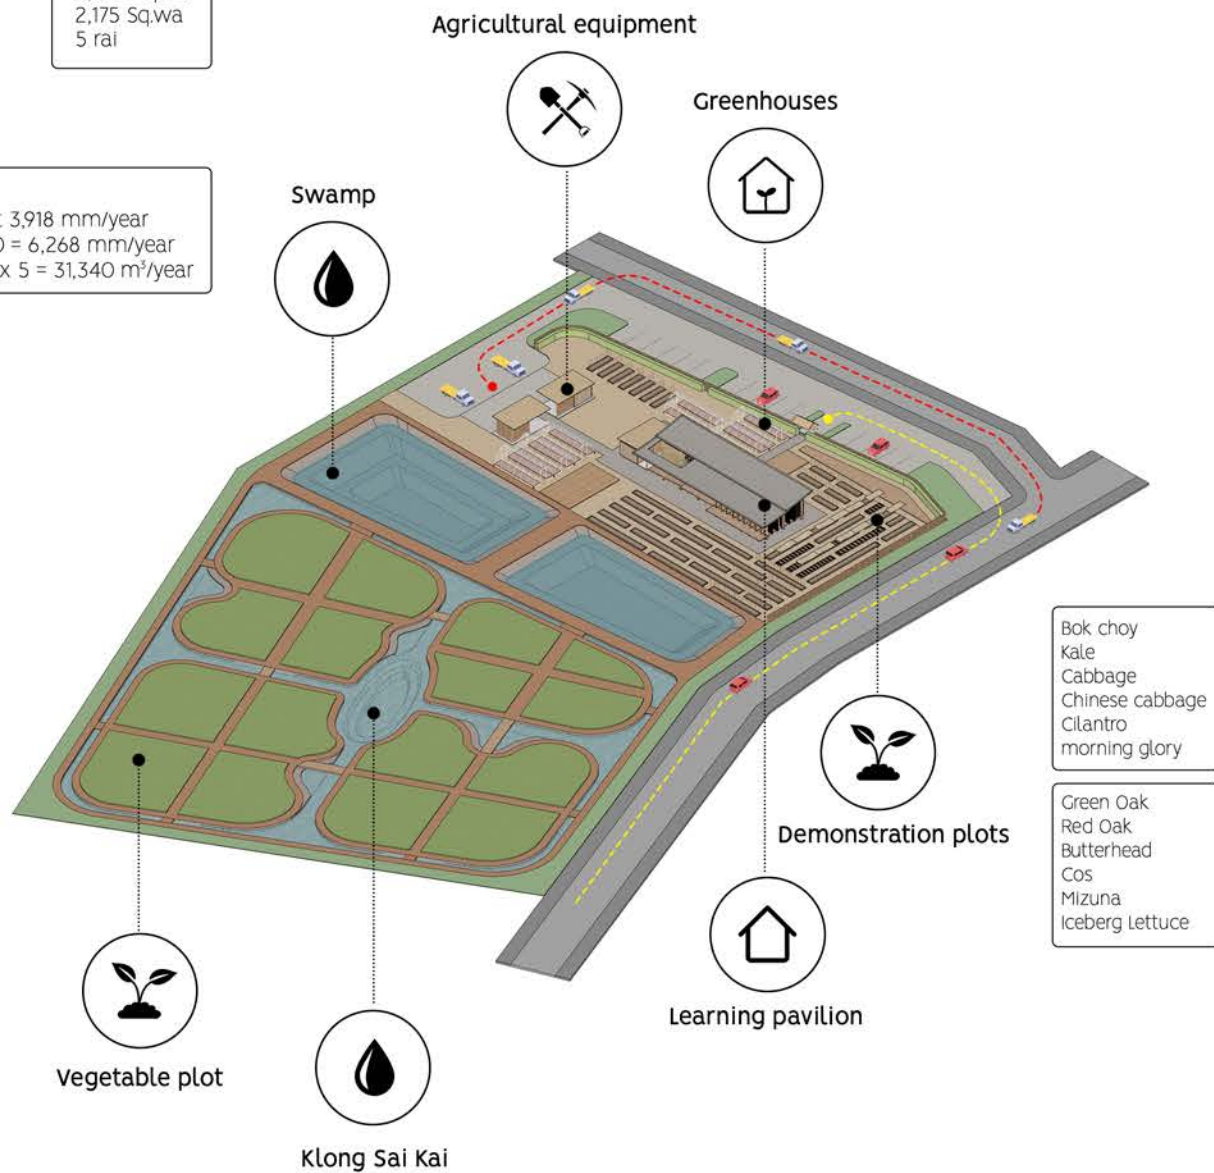 2,175 Sq.wa
5 rai
Agricultural equipment
Greenhouses
Swamp
3,918 mm/year
= 6,268 mm/year
x 5 = 31,340 m³/year
Bok choy
Kale
Cabbage
Chinese cabbage
Cilantro
morning glory
Green Oak
Red Oak
Butterhead
Cos
Mizuna
Iceberg Lettuce
Demonstration plots
Learning pavilion
Vegetable plot
Klong Sai Kai